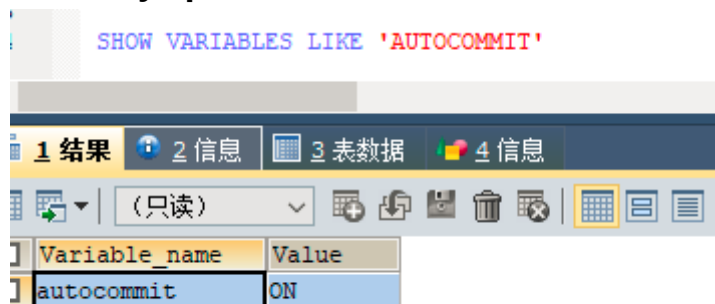 SHOW VARIABLES LIKE 'AUTOCOMMIT'
1 结果 2 信息 3 表数据 4 信息
(只读)
Variable_name Value
autocommit ON